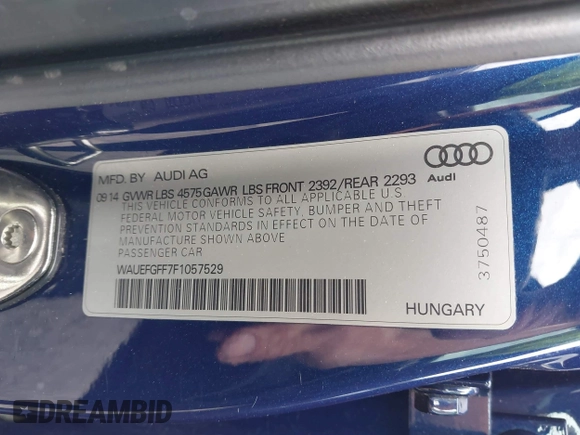 MFD. BY AUDI AG
09 14 GVWR LBS 4575 GAWR LBS FRONT 2392/REAR 2293
THIS VEHICLE CONFORMS TO ALL APPLICABLE U S
FEDERAL MOTOR VEHICLE SAFETY, BUMPER AND THEFT
PREVENTION STANDARDS IN EFFECT ON THE DATE OF
MANUFACTURE SHOWN ABOVE
PASSENGER CAR
WAUEFGFF7F1057529
Audi
3750487
HUNGARY
DREAMBID